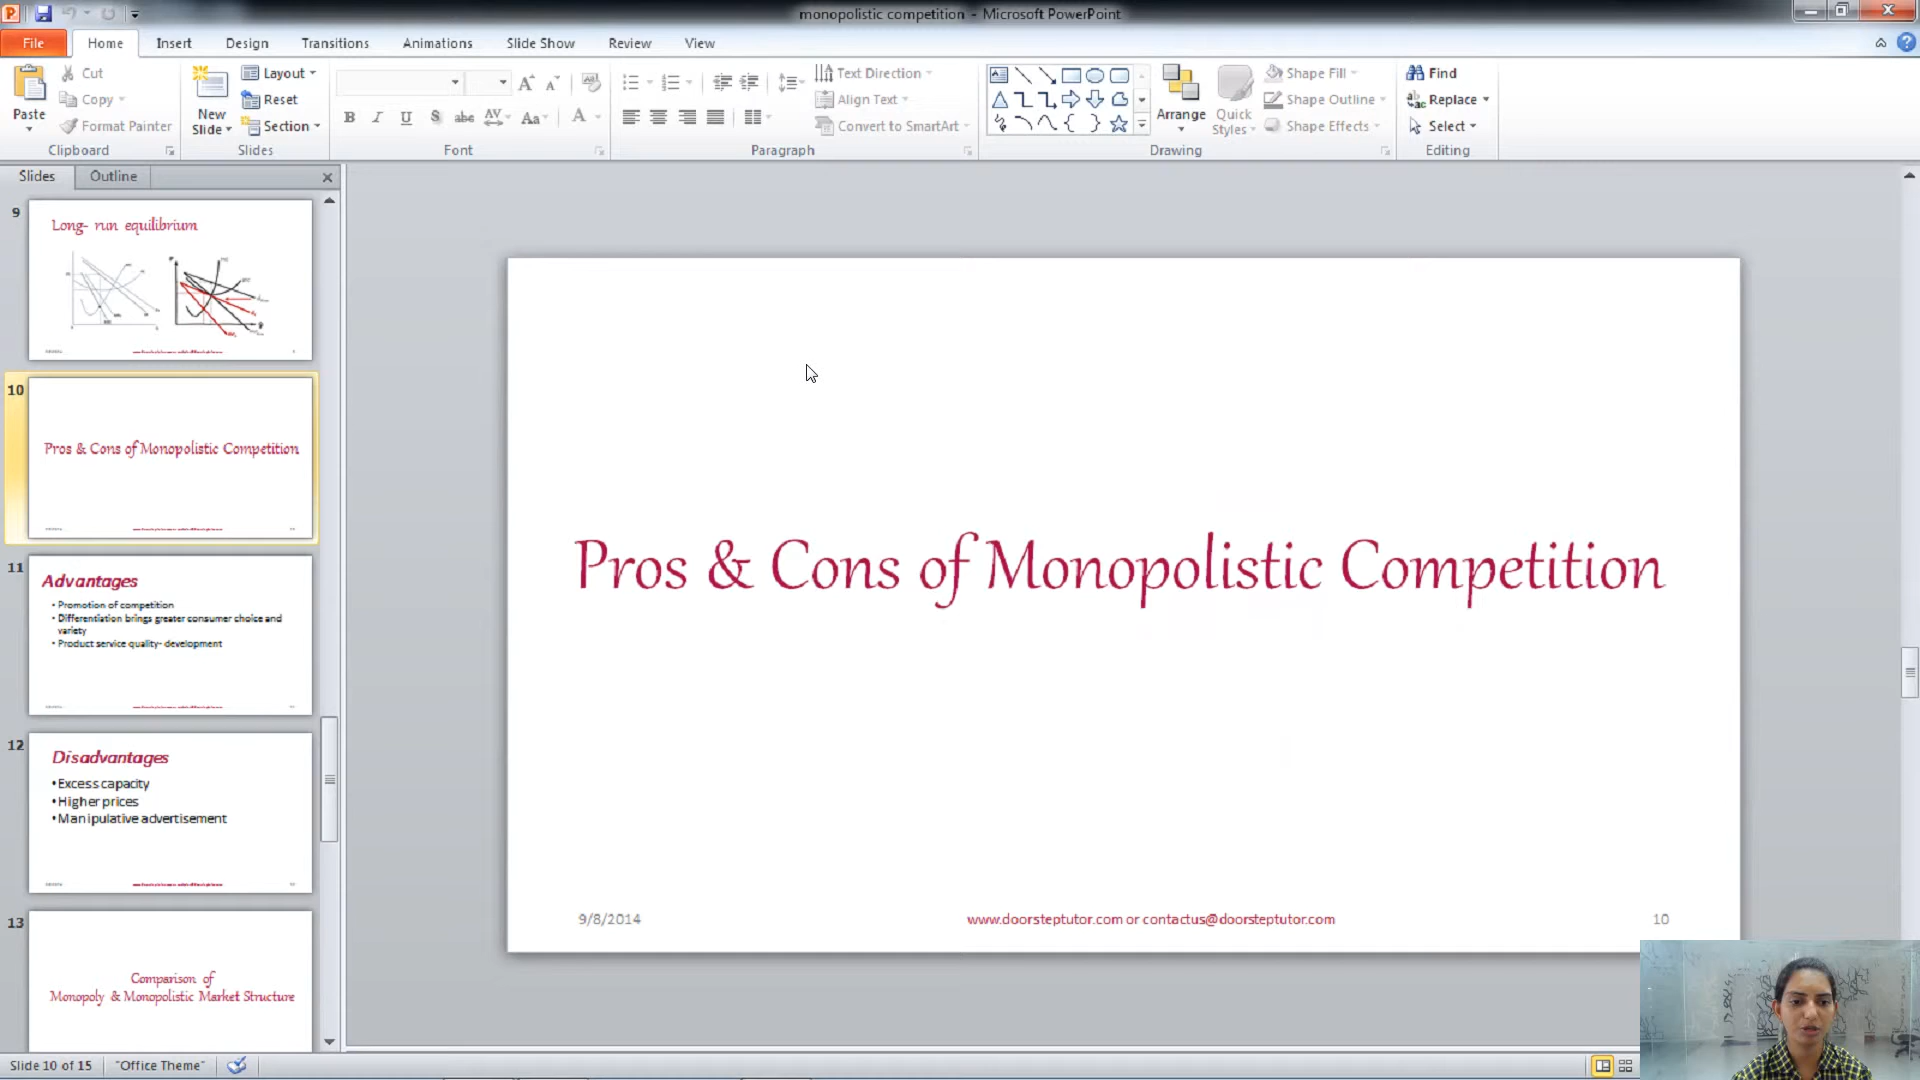 monopolistic competition - Microsoft PowerPoint
File Home Insert Design Transitions Animations Slide Show Review View
Paste Cut Copy Format Painter
Clipboard
New Slide Layout Reset Section
Slides
Font
Text Direction Align Text Convert to SmartArt
Paragraph
Arrange Quick Styles Shape Fill Shape Outline Shape Effects
Drawing
Find Replace Select
Editing
Slides Outline
9
Long- run equilibrium
10
Pros & Cons of Monopolistic Competition
11
Advantages
• Promotion of competition
• Differentiation brings greater consumer choice and
variety
• Product service quality- development
12
Disadvantages
•Excess capacity
•Higher prices
•Manipulative advertisement
13
Comparison of
Monopoly & Monopolistic Market Structure
Pros & Cons of Monopolistic Competition
9/8/2014 www.doorsteptutor.com or contactus@doorsteptutor.com 10
Slide 10 of 15 "Office Theme"